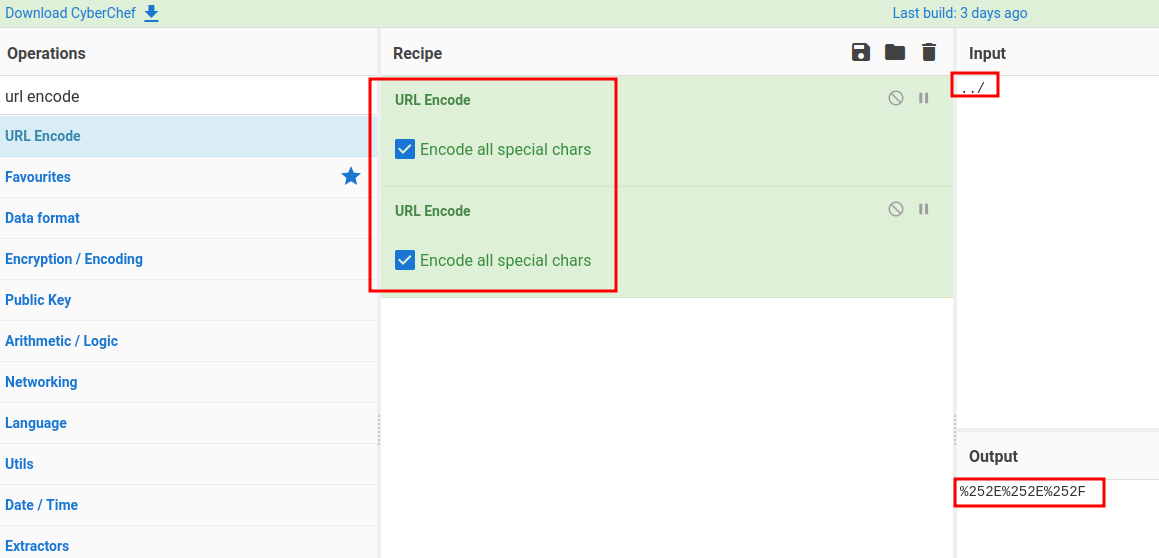 Download CyberChef
Last build: 3 days ago
Operations
Recipe
Input
url encode
URL Encode
Favourites
Data format
Encryption / Encoding
Public Key
Arithmetic / Logic
Networking
Language
Utils
Date / Time
Extractors
URL Encode
Encode all special chars
URL Encode
Encode all special chars
../
Output
%252E%252E%252F